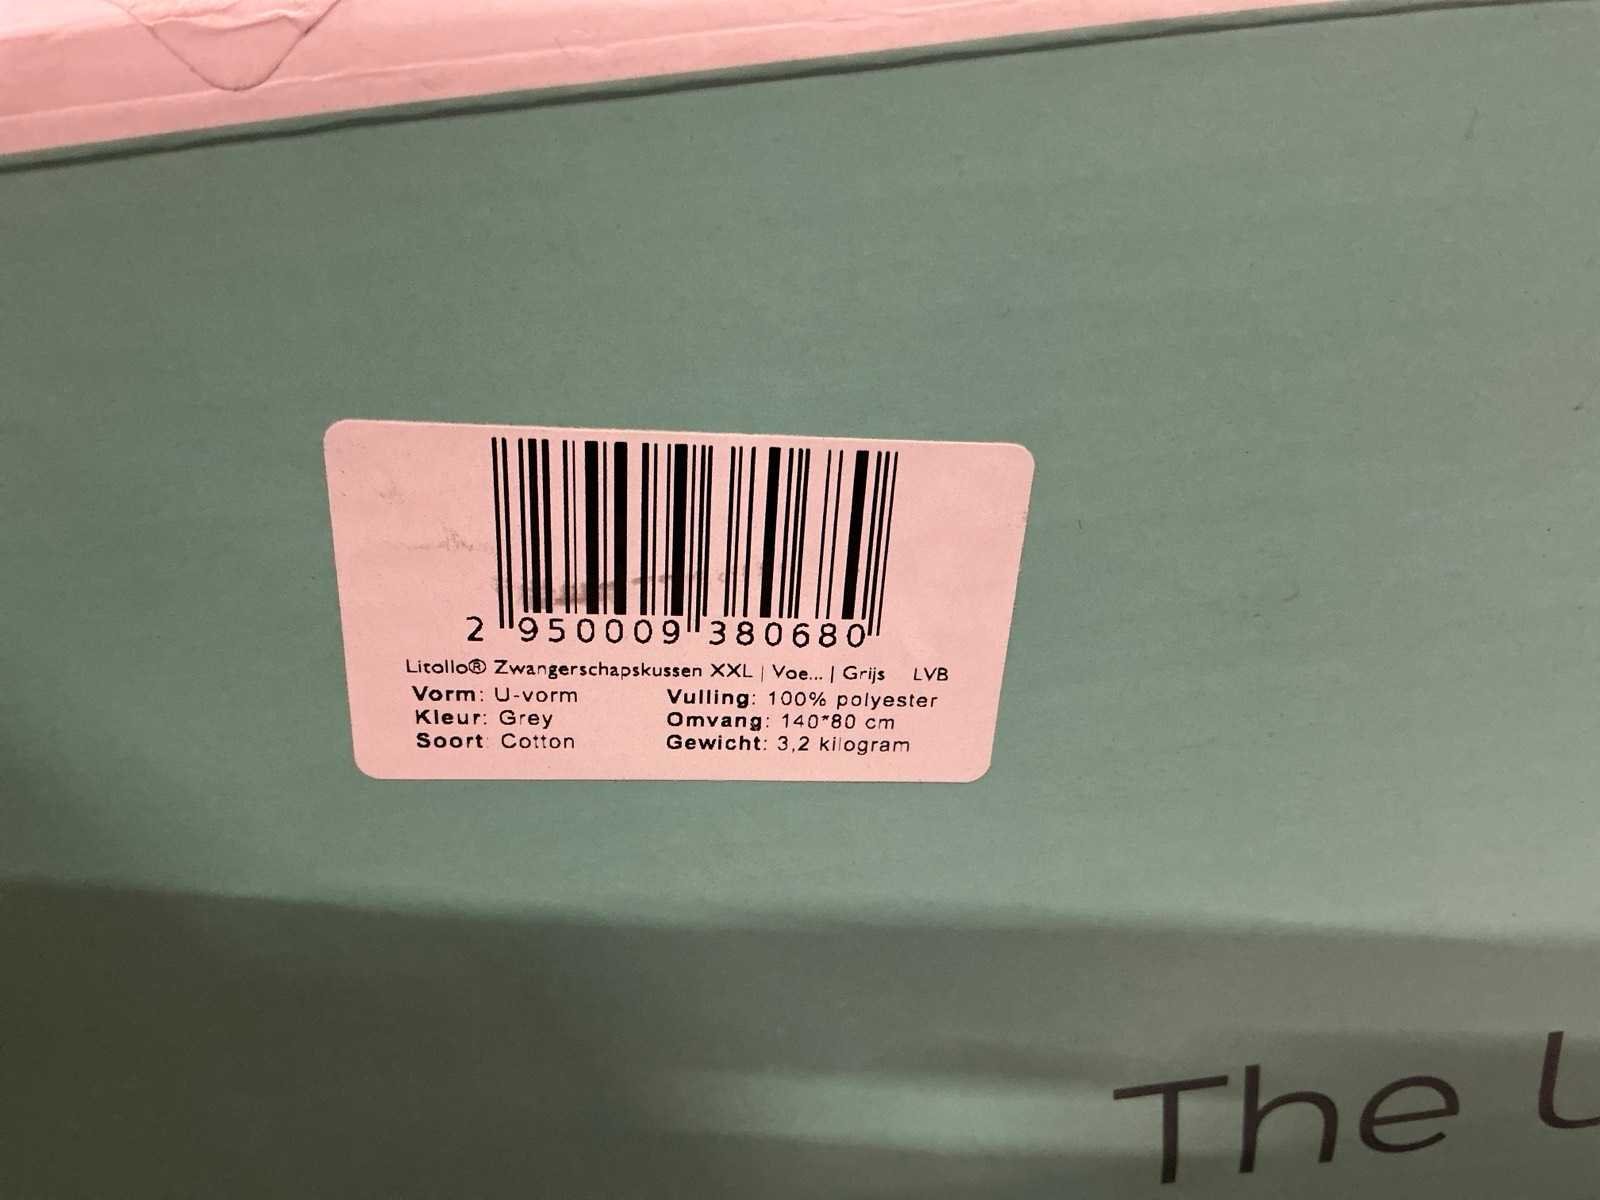 2 950009 380680
Litollo® Zwangerschapskussen XXL | Voe... | Grijs LVB
Vorm: U-vorm Vulling: 100% polyester
Kleur: Grey Omvang: 140*80 cm
Soort: Cotton Gewicht: 3,2 kilogram
The